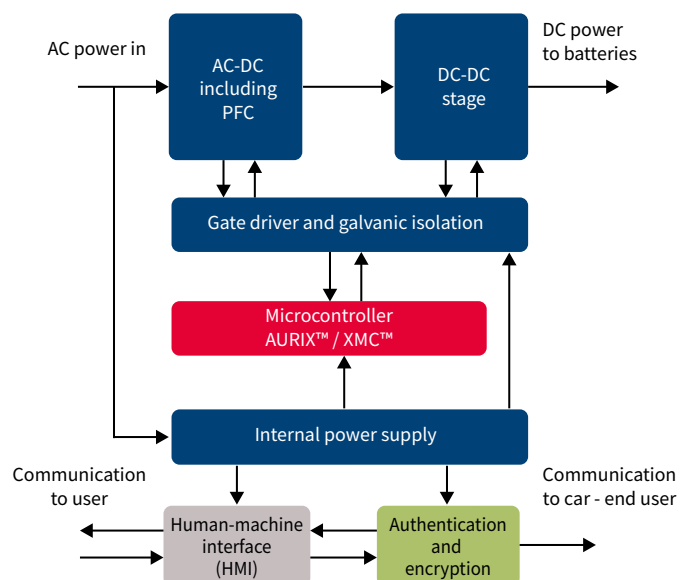 AC power in
AC-DC
including
PFC
DC-DC
stage
DC power
to batteries
Gate driver and galvanic isolation
Microcontroller
AURIX™ / XMC™
Internal power supply
Communication
to user
Human-machine
interface
(HMI)
Authentication
and
encryption
Communication
to car - end user